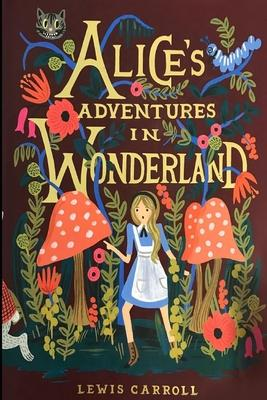 ALICE'S
ADVENTURES
IN
WONDERLAND
LEWIS CARROLL